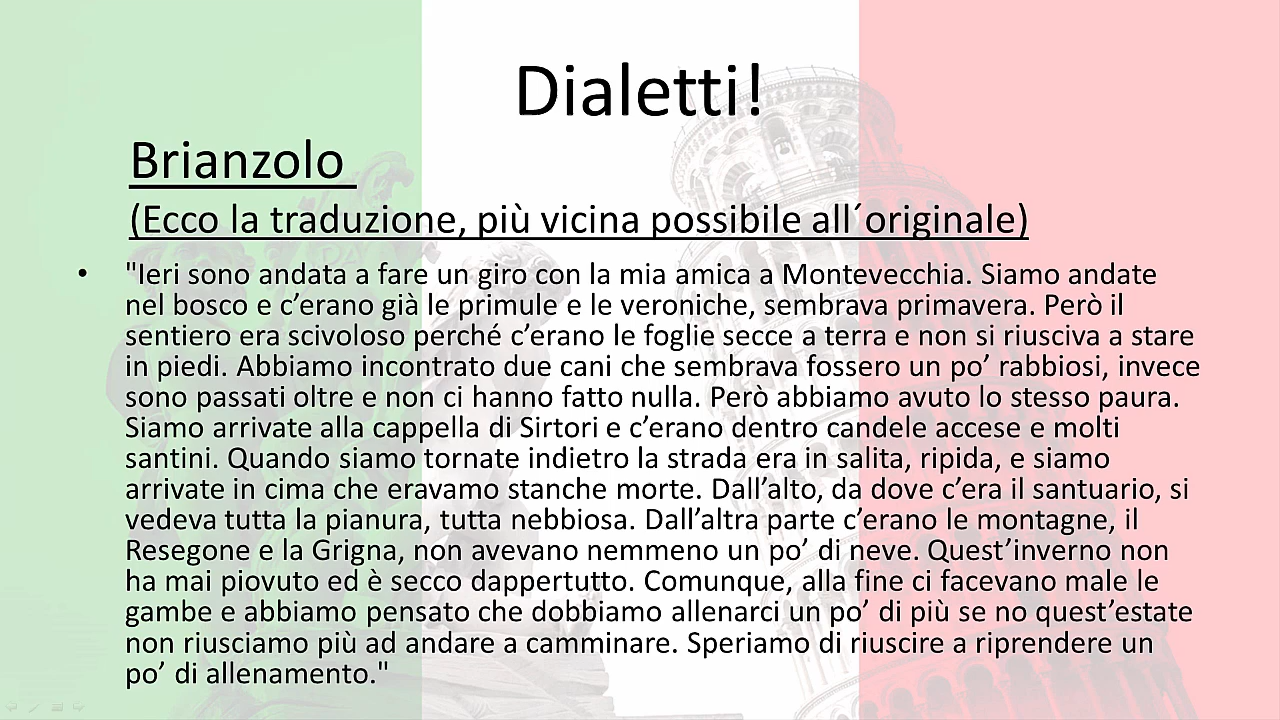 Dialetti!
Brianzolo
(Ecco la traduzione, più vicina possibile all´originale)
• "Ieri sono andata a fare un giro con la mia amica a Montevecchia. Siamo andate
nel bosco e c’erano già le primule e le veroniche, sembrava primavera. Però il
sentiero era scivoloso perché c’erano le foglie secce a terra e non si riusciva a stare
in piedi. Abbiamo incontrato due cani che sembrava fossero un po’ rabbiosi, invece
sono passati oltre e non ci hanno fatto nulla. Però abbiamo avuto lo stesso paura.
Siamo arrivate alla cappella di Sirtori e c’erano dentro candele accese e molti
santini. Quando siamo tornate indietro la strada era in salita, ripida, e siamo
arrivate in cima che eravamo stanche morte. Dall’alto, da dove c’era il santuario, si
vedeva tutta la pianura, tutta nebbiosa. Dall’altra parte c’erano le montagne, il
Resegone e la Grigna, non avevano nemmeno un po’ di neve. Quest’inverno non
ha mai piovuto ed è secco dappertutto. Comunque, alla fine ci facevano male le
gambe e abbiamo pensato che dobbiamo allenarci un po’ di più se no quest’estate
non riusciamo più ad andare a camminare. Speriamo di riuscire a riprendere un
po’ di allenamento."